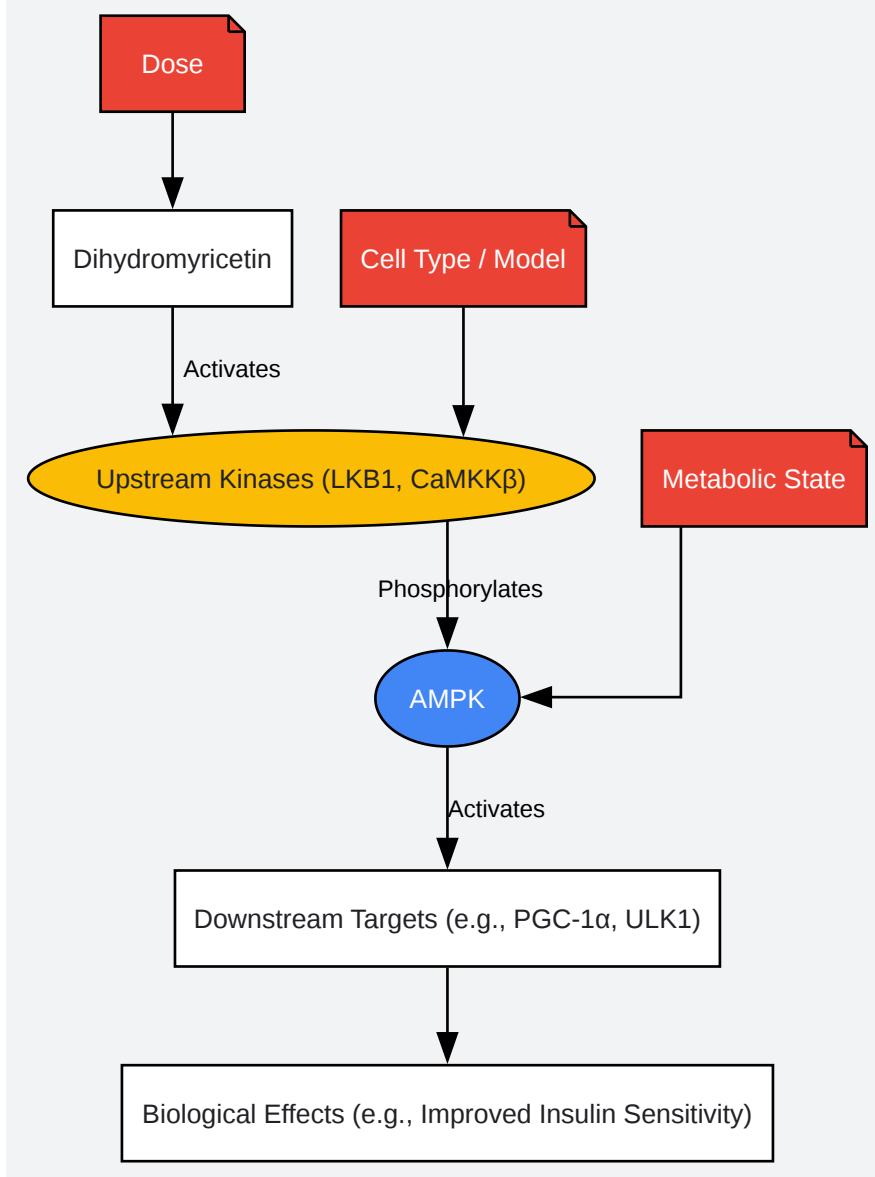 Dose
Dihydromyricetin
Cell Type / Model
Activates
Upstream Kinases (LKB1, CaMKKβ)
Metabolic State
Phosphorylates
AMPK
Activates
Downstream Targets (e.g., PGC-1α, ULK1)
Biological Effects (e.g., Improved Insulin Sensitivity)